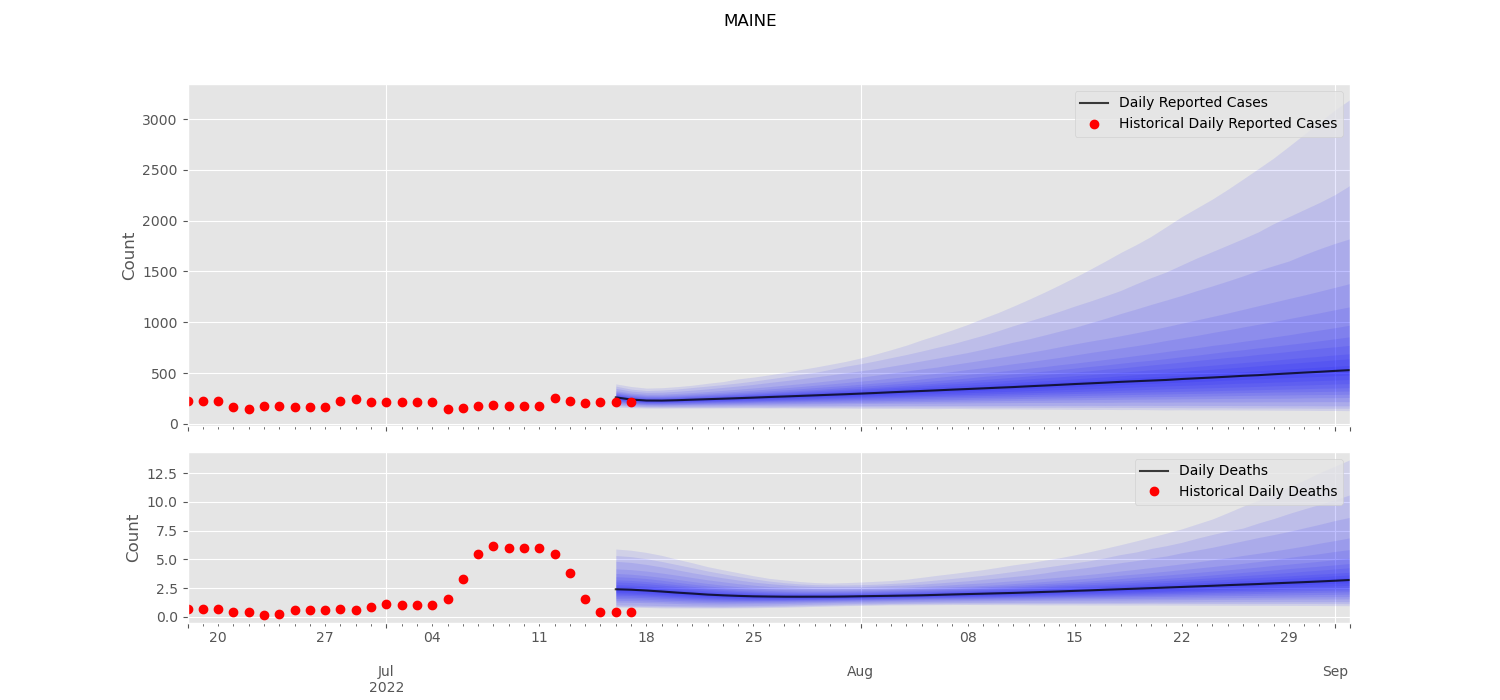 MAINE
Daily Reported Cases
Historical Daily Reported Cases
Count
3000
2500
2000
1500
1000
500
0
Daily Deaths
Historical Daily Deaths
Count
12.5
10.0
7.5
5.0
2.5
0.0
20 27 04 11 18 25 08 15 22 29
Jul Aug Sep
2022